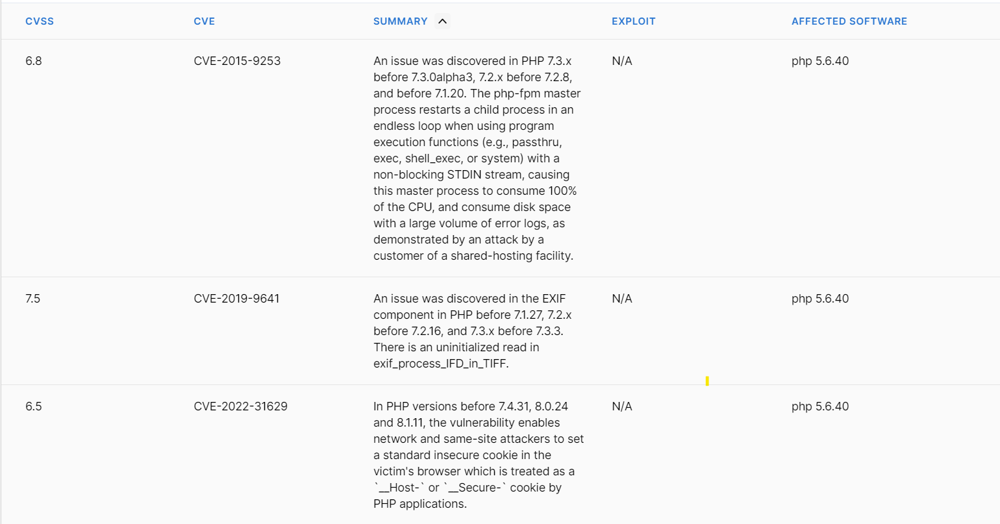 CVSS CVE SUMMARY EXPLOIT AFFECTED SOFTWARE
6.8 CVE-2015-9253 An issue was discovered in PHP 7.3.x N/A php 5.6.40
before 7.3.0alpha3, 7.2.x before 7.2.8,
and before 7.1.20. The php-fpm master
process restarts a child process in an
endless loop when using program
execution functions (e.g., passthru,
exec, shell_exec, or system) with a
non-blocking STDIN stream, causing
this master process to consume 100%
of the CPU, and consume disk space
with a large volume of error logs, as
demonstrated by an attack by a
customer of a shared-hosting facility.
7.5 CVE-2019-9641 An issue was discovered in the EXIF N/A php 5.6.40
component in PHP before 7.1.27, 7.2.x
before 7.2.16, and 7.3.x before 7.3.3.
There is an uninitialized read in
exif_process_IFD_in_TIFF.
6.5 CVE-2022-31629 In PHP versions before 7.4.31, 8.0.24 N/A php 5.6.40
and 8.1.11, the vulnerability enables
network and same-site attackers to set
a standard insecure cookie in the
victim's browser which is treated as a
`__Host-` or `__Secure-` cookie by
PHP applications.